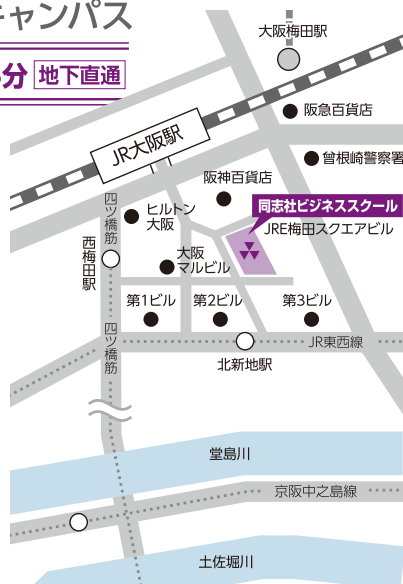 キャンパス
分 地下直通
大阪梅田駅
阪急百貨店
JR大阪駅
曾根崎警察署
阪神百貨店
四ツ橋筋
ヒルトン
大阪
同志社ビジネススクール
JRE梅田スクエアビル
西梅田駅
大阪
マルビル
第1ビル
第2ビル
第3ビル
四ツ橋筋
JR東西線
北新地駅
堂島川
京阪中之島線
土佐堀川